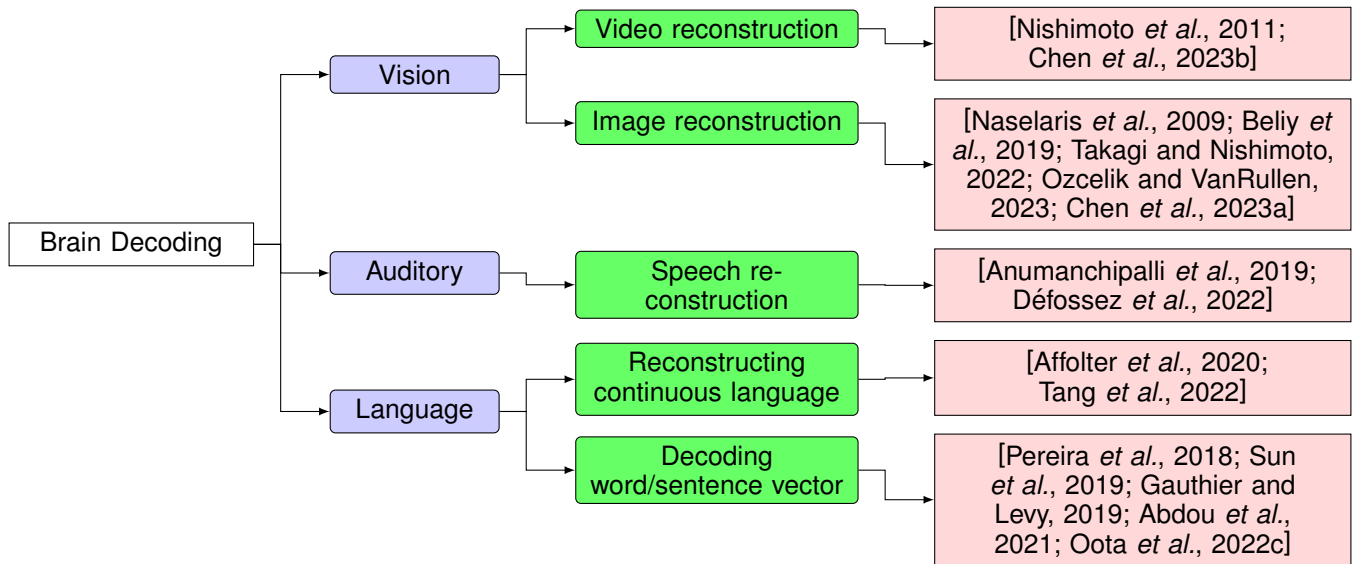 Brain Decoding
Vision
Video reconstruction
[Nishimoto et al., 2011;
Chen et al., 2023b]
Image reconstruction
[Naselaris et al., 2009; Beliy et
al., 2019; Takagi and Nishimoto,
2022; Ozcelik and VanRullen,
2023; Chen et al., 2023a]
Auditory
Speech re-
construction
[Anumanchipalli et al., 2019;
Défossez et al., 2022]
Language
Reconstructing
continuous language
[Affolter et al., 2020;
Tang et al., 2022]
Decoding
word/sentence vector
[Pereira et al., 2018; Sun
et al., 2019; Gauthier and
Levy, 2019; Abdou et al.,
2021; Oota et al., 2022c]